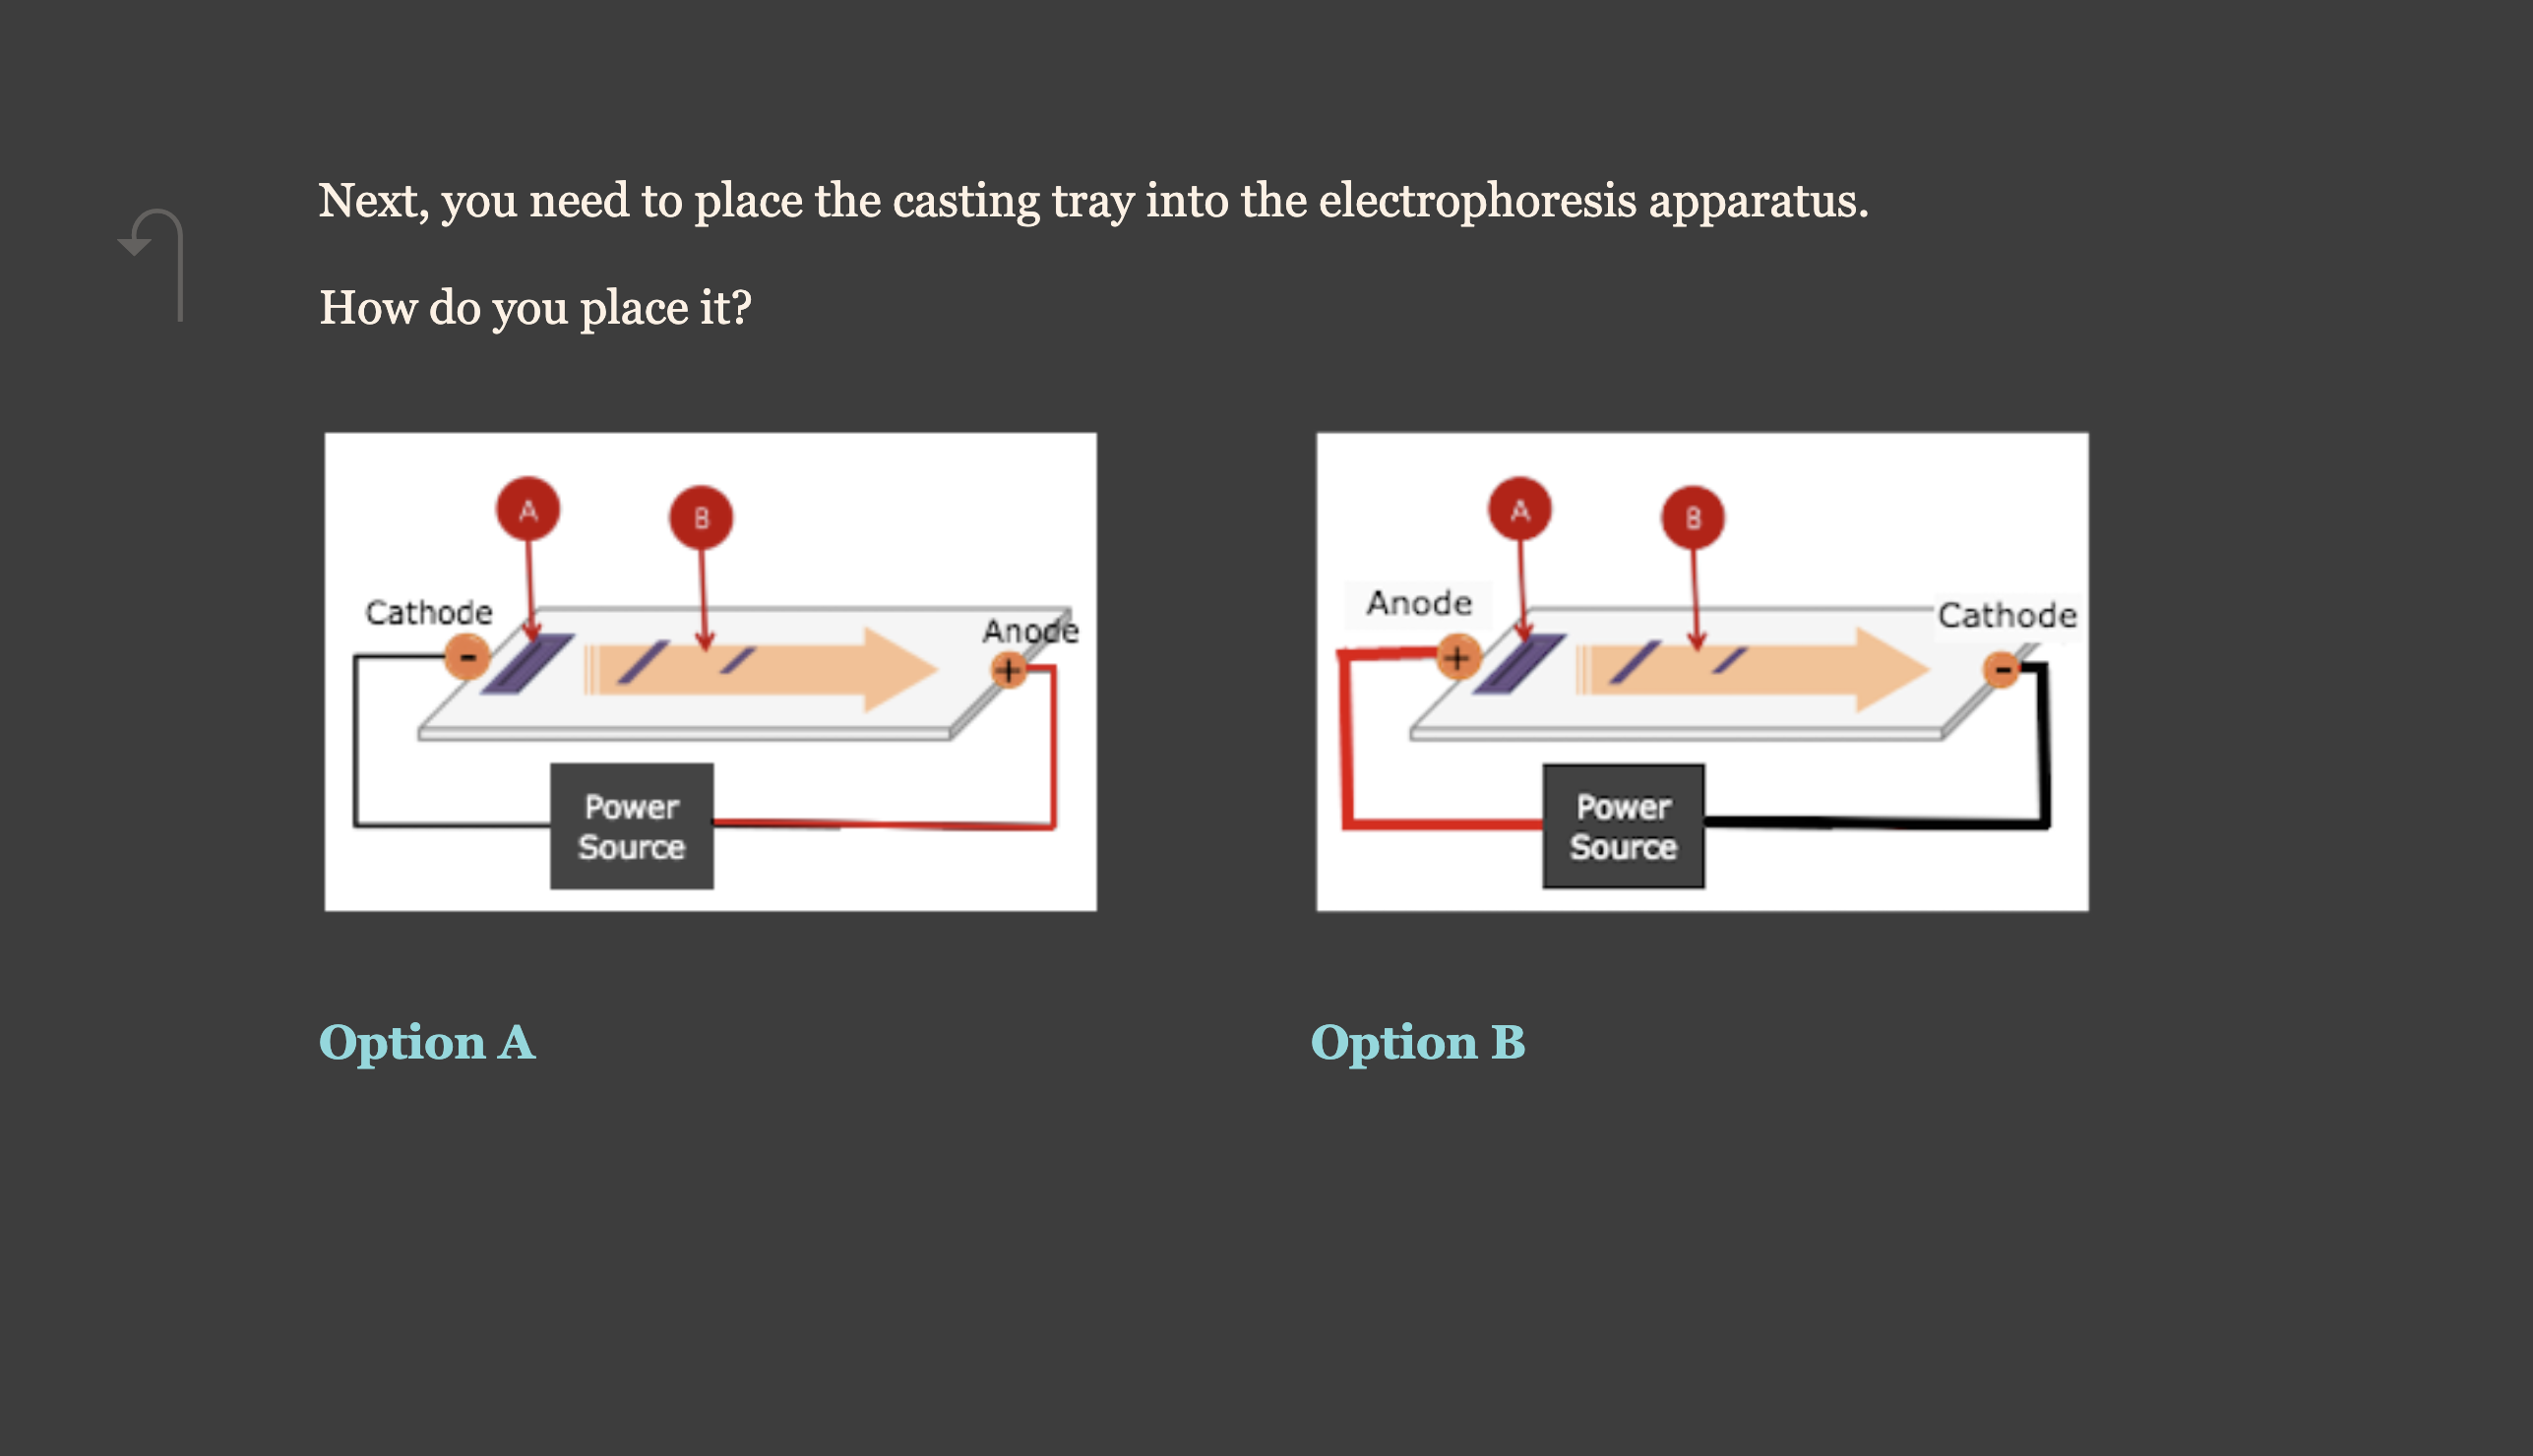 Next, you need to place the casting tray into the electrophoresis apparatus.
How do you place it?
A
B
Cathode
-
Anode
+
Power
Source
A
B
Anode
+
Cathode
-
Power
Source
Option A
Option B